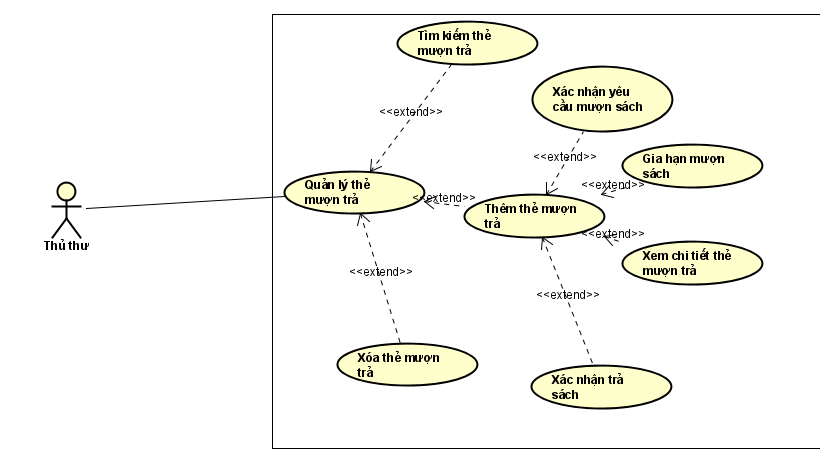 Tìm kiếm thẻ
mượn trả
Xác nhận yêu
cầu mượn sách
<<extend>>
<<extend>>
Gia hạn mượn
sách
Quản lý thẻ
mượn trả
<<extend>>
<<extend>>
Thêm thẻ mượn
trả
Thủ thư
<<extend>>
Xem chi tiết thẻ
mượn trả
<<extend>>
<<extend>>
Xóa thẻ mượn
trả
Xác nhận trả
sách